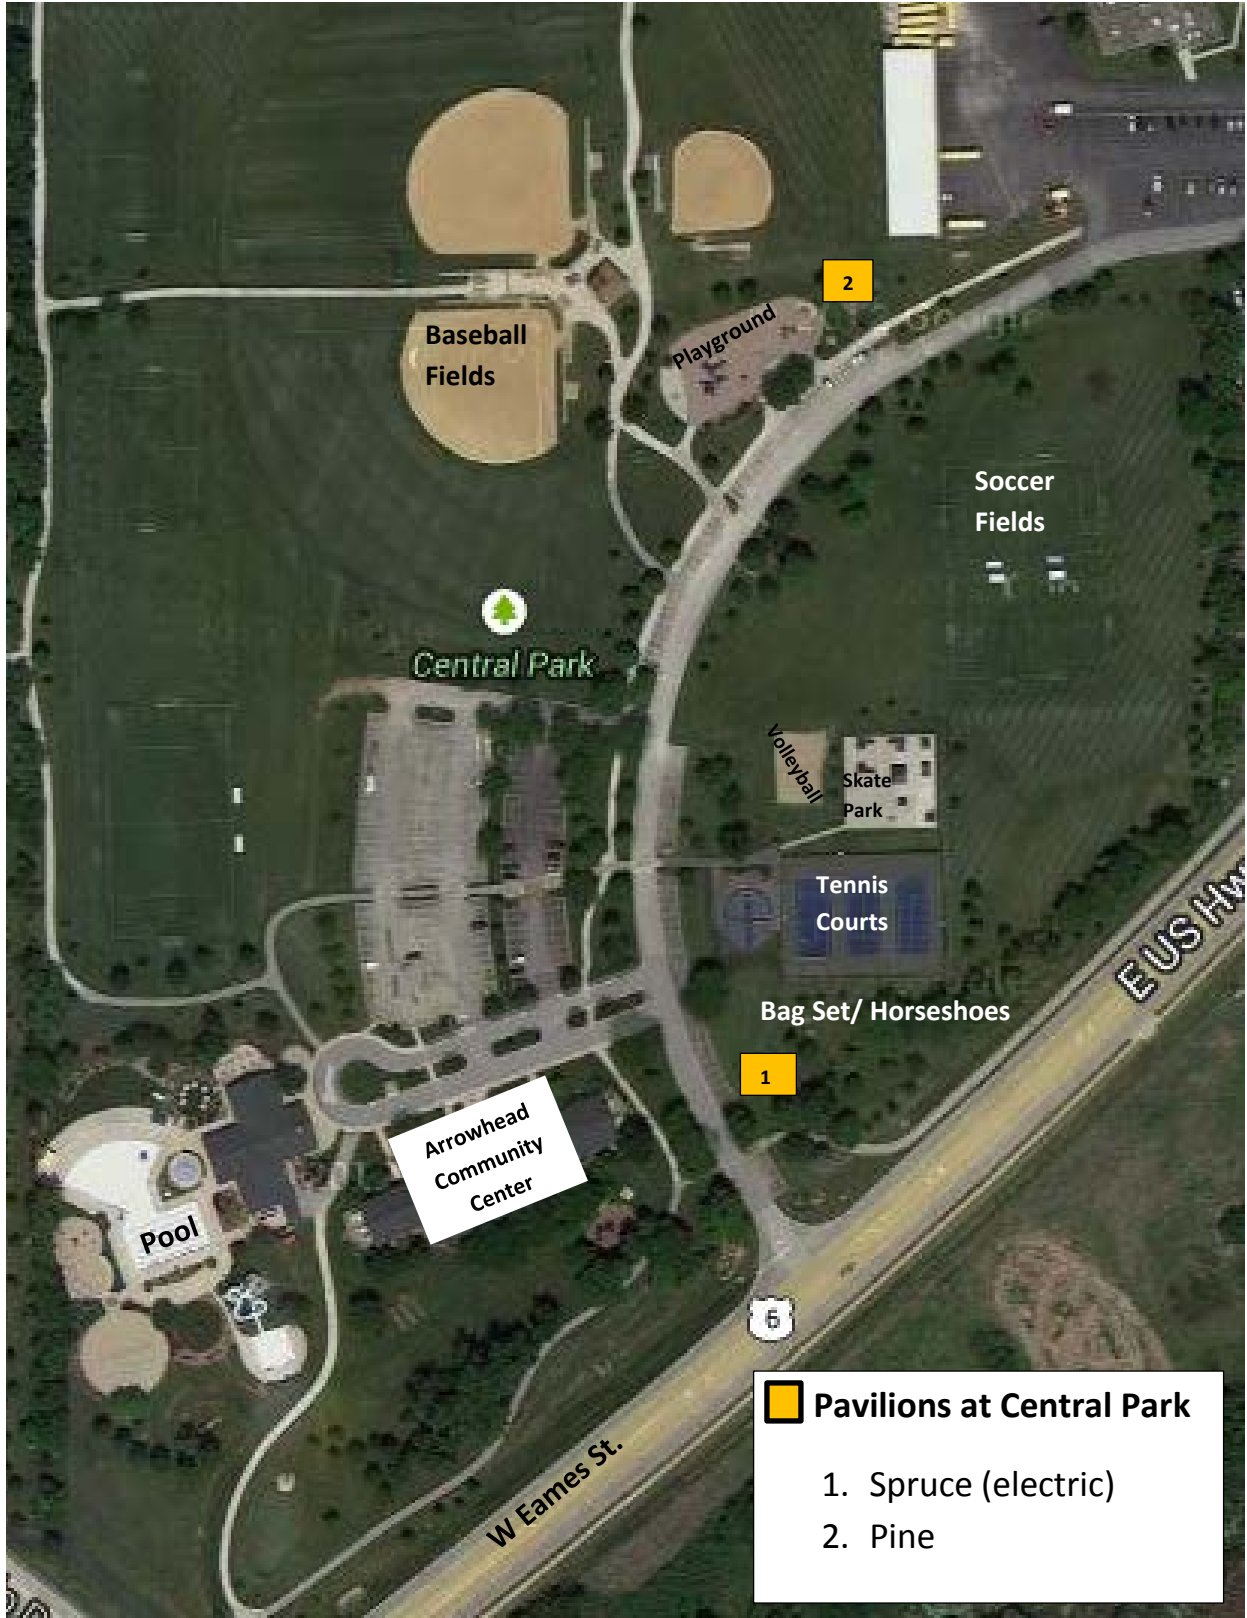 2
Playground
Baseball
Fields
Soccer
Fields
Central Park
Volleyball
Skate
Park
Tennis
Courts
E US Hw
Bag Set/ Horseshoes
1
Arrowhead
Community
Center
Pool
6
W Eames St.
Pavilions at Central Park
1. Spruce (electric)
2. Pine